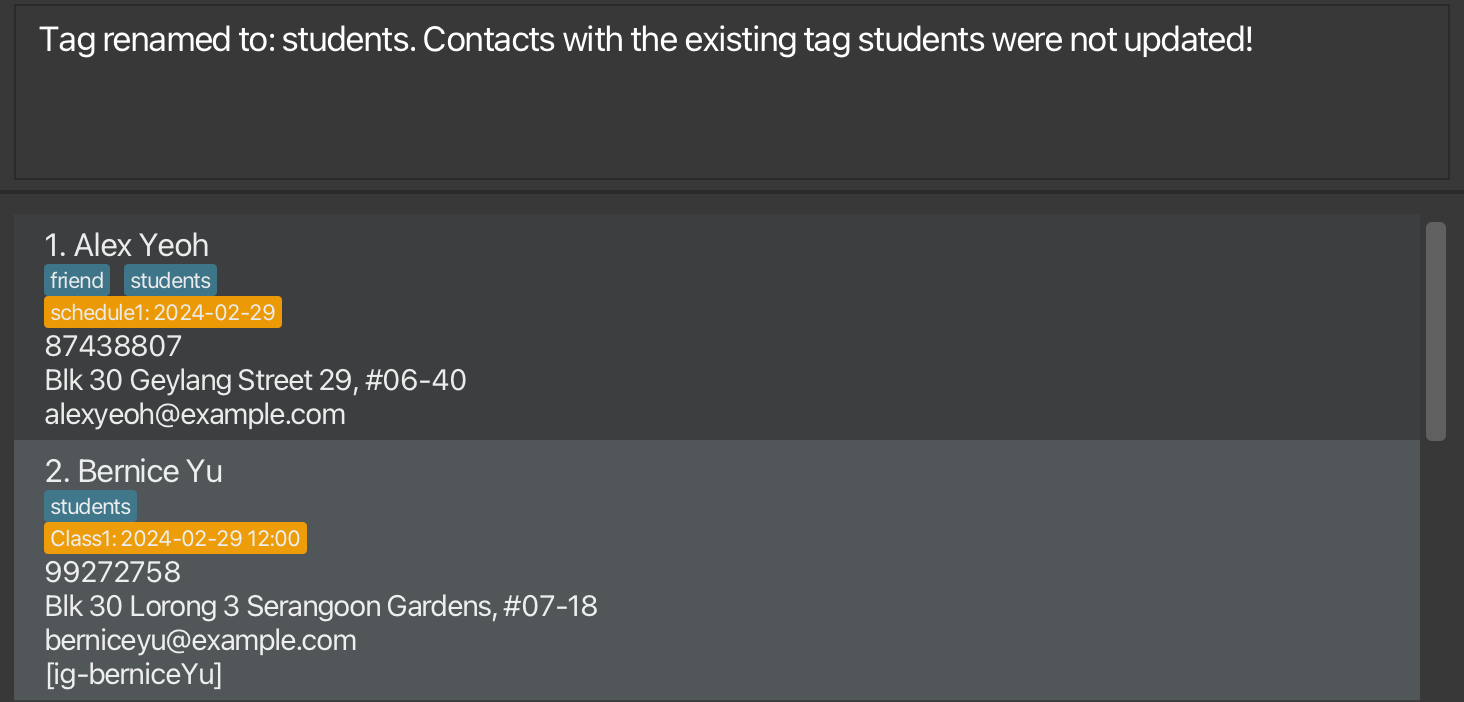 Tag renamed to: students. Contacts with the existing tag students were not updated!
1. Alex Yeoh
friend students
schedule1: 2024-02-29
87438807
Blk 30 Geylang Street 29, #06-40
alexyeoh@example.com
2. Bernice Yu
students
Class1: 2024-02-29 12:00
99272758
Blk 30 Lorong 3 Serangoon Gardens, #07-18
berniceyu@example.com
[ig-berniceYu]